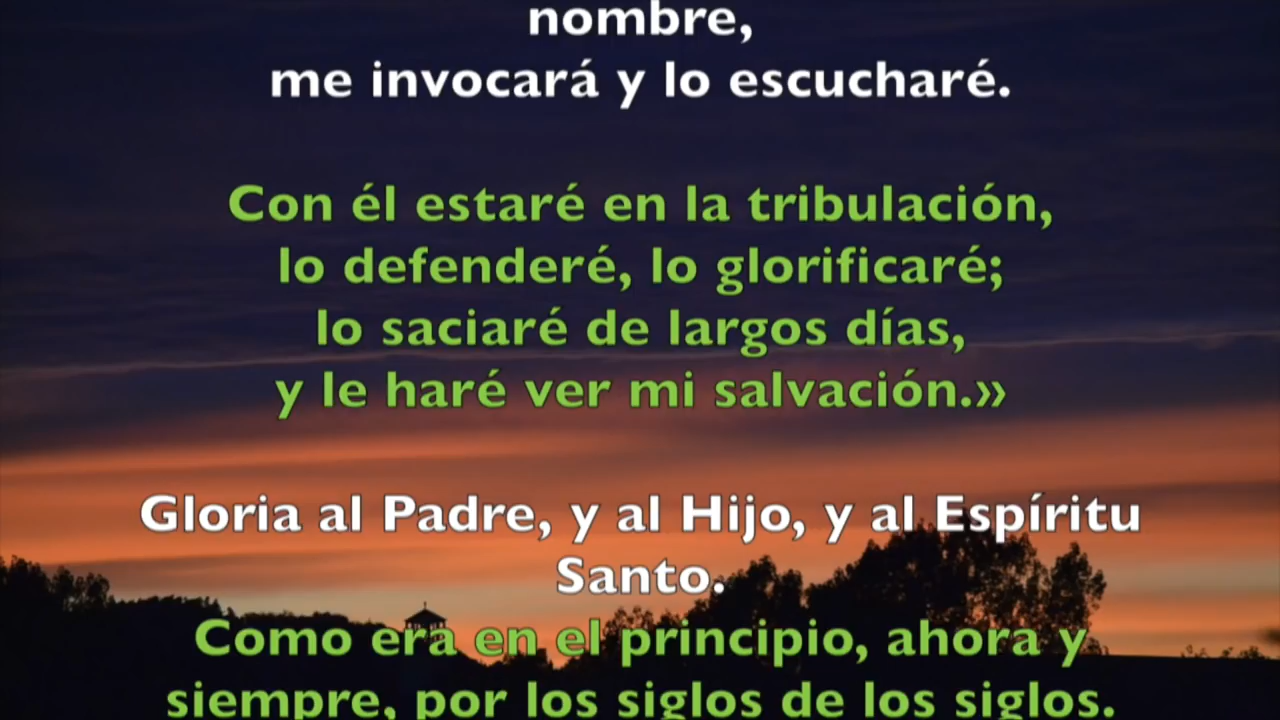 nombre,
me invocará y lo escucharé.
Con él estaré en la tribulación,
lo defenderé, lo glorificaré;
lo saciaré de largos días,
y le haré ver mi salvación.»
Gloria al Padre, y al Hijo, y al Espíritu
Santo.
Como era en el principio, ahora y
siempre, por los siglos de los siglos.